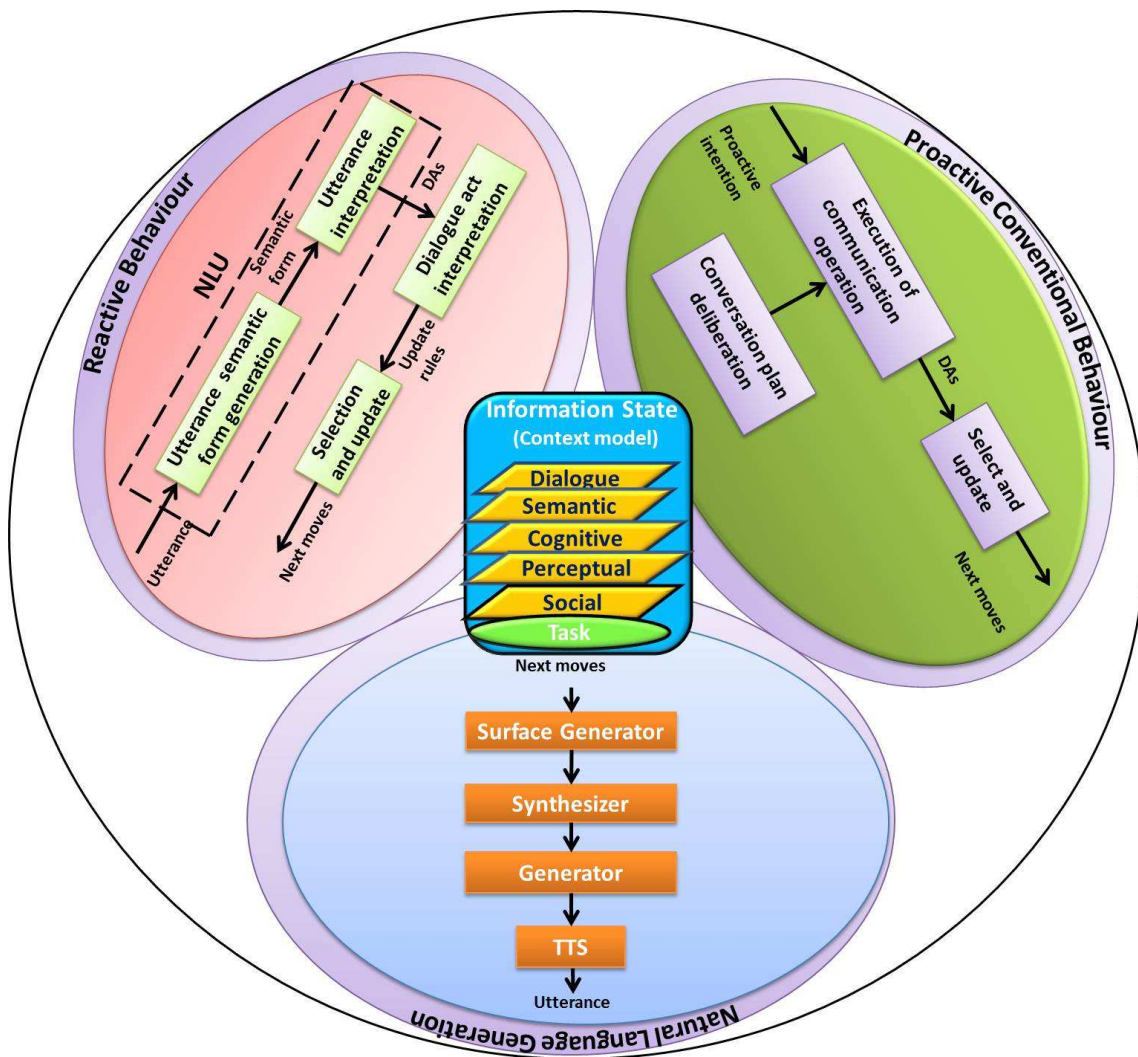 Reactive Behaviour
NLU
Utterance
Utterance semantic
form generation
Semantic
form
Utterance
interpretation
DAs
Dialogue act
interpretation
Update
rules
Selection
and update
Next moves
Proactive Conventional Behaviour
Proactive
intention
Execution of
communication
operation
Conversation plan
deliberation
DAs
Select and
update
Next moves
Information State
(Context model)
Dialogue
Semantic
Cognitive
Perceptual
Social
Task
Next moves
Surface Generator
Synthesizer
Generator
TTS
Utterance
Natural Language Generation